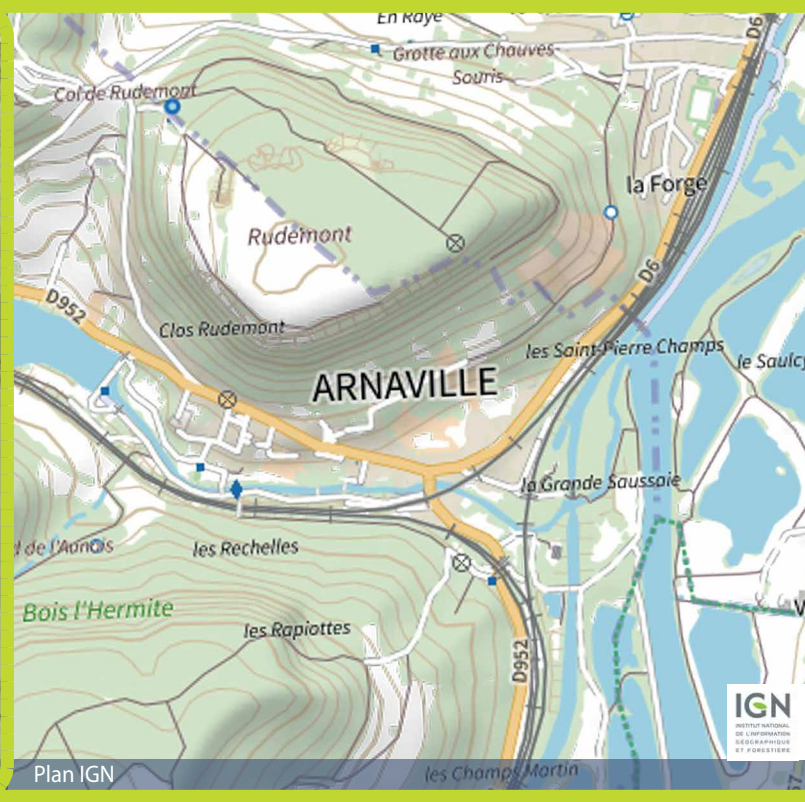 En Raye
D6
Grotte aux Chauves-
Souris
Col de Rudemont
la Forge
Rudemont
D6
D952
Clos Rudemont
les Saint-Pierre Champs
le Saulcy
ARNAVILLE
la Grande Saussaie
d de l'Aunois
les Rechelles
Bois l'Hermite
les Rapiottes
D952
IGN
INSTITUT NATIONAL
DE L'INFORMATION
GÉOGRAPHIQUE
ET FORESTIÈRE
Plan IGN
les Champs Martin